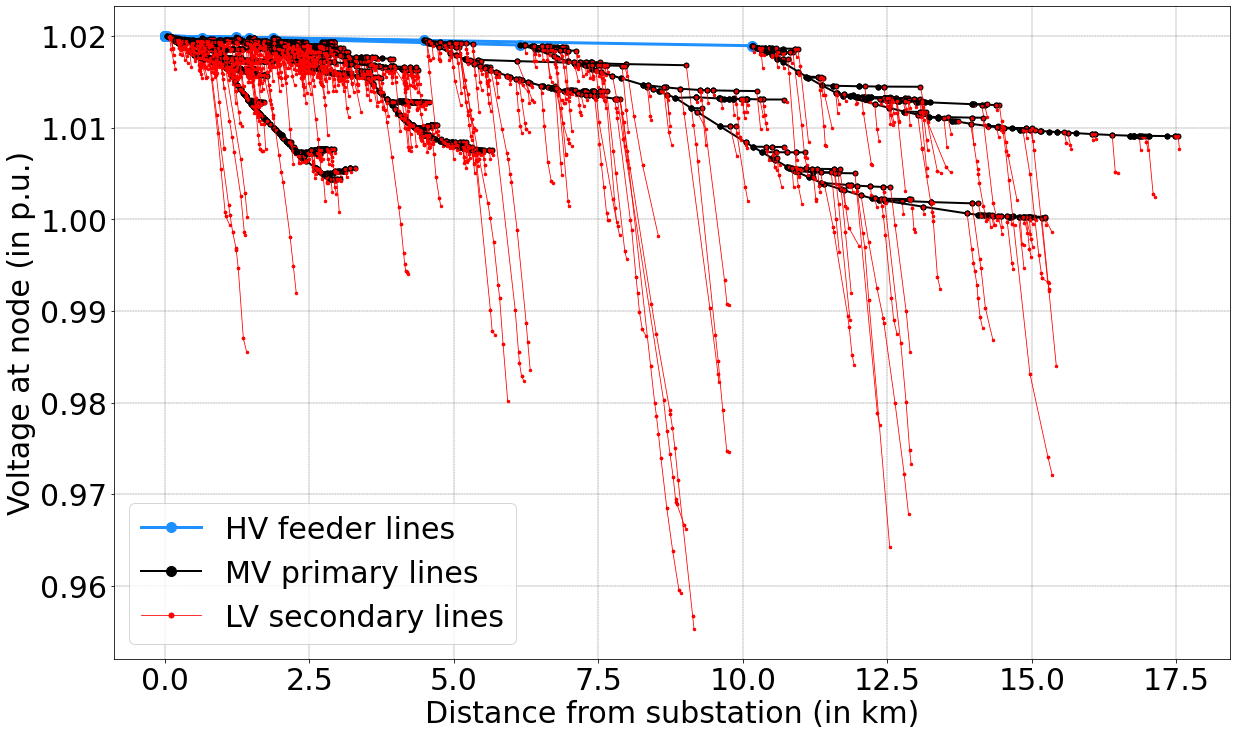 Voltage at node (in p.u.)
1.02
1.01
1.00
0.99
0.98
0.97
0.96
HV feeder lines
MV primary lines
LV secondary lines
0.0 2.5 5.0 7.5 10.0 12.5 15.0 17.5
Distance from substation (in km)